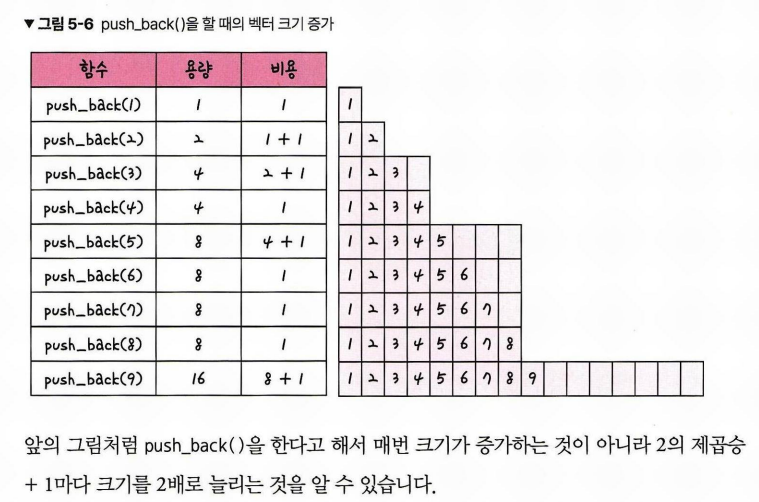 ▼ 그림 5-6 push_back()을 할 때의 벡터 크기 증가
함수 용량 비용
push_back(1) 1 1 1
push_back(2) 2 1 + 1 1 2
push_back(3) 4 2 + 1 1 2 3
push_back(4) 4 1 1 2 3 4
push_back(5) 8 4 + 1 1 2 3 4 5
push_back(6) 8 1 1 2 3 4 5 6
push_back(7) 8 1 1 2 3 4 5 6 7
push_back(8) 8 1 1 2 3 4 5 6 7 8
push_back(9) 16 8 + 1 1 2 3 4 5 6 7 8 9
앞의 그림처럼 push_back()을 한다고 해서 매번 크기가 증가하는 것이 아니라 2의 제곱승
+ 1마다 크기를 2배로 늘리는 것을 알 수 있습니다.